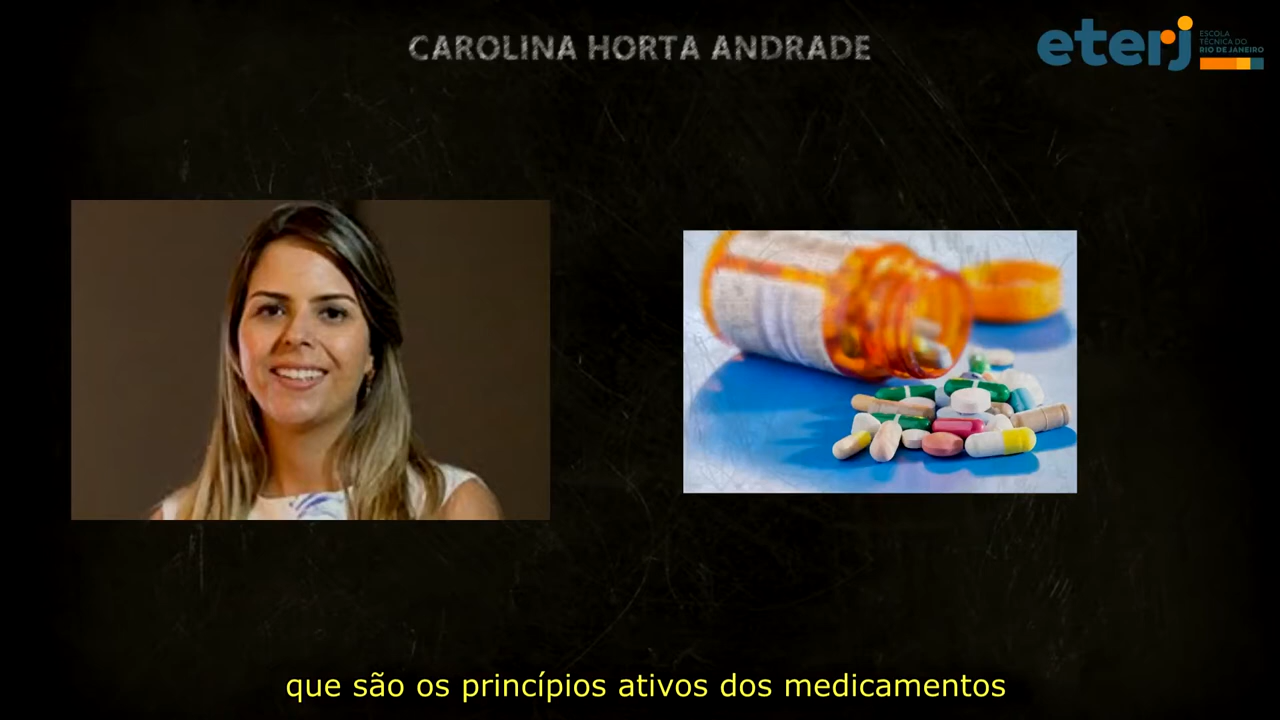 CAROLINA HORTA ANDRADE
eterj
ESCOLA
TÉCNICA DO
RIO DE JANEIRO
que são os princípios ativos dos medicamentos